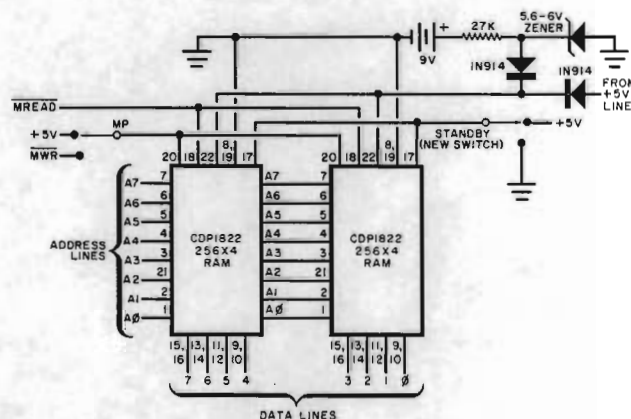 5.6–6V
ZENER
27K
+
9V
1N914
1N914
FROM
+5V
LINE
MREAD
+5V
MP
MWR
STANDBY
(NEW SWITCH)
+5V
20 18 22 8, 19 17
20 18 22 8, 19 17
A7 7 A7 7
A6 6 A6 6
A5 5 A5 5
A4 4 A4 4
A3 3 A3 3
A2 21 A2 21
A1 2 A1 2
AØ 1 AØ 1
ADDRESS
LINES
CDP1822
256X4
RAM
CDP1822
256X4
RAM
15, 13, 11, 9,
16 14 12 10
7 6 5 4
15, 13, 11, 9,
16 14 12 10
3 2 1 Ø
DATA LINES